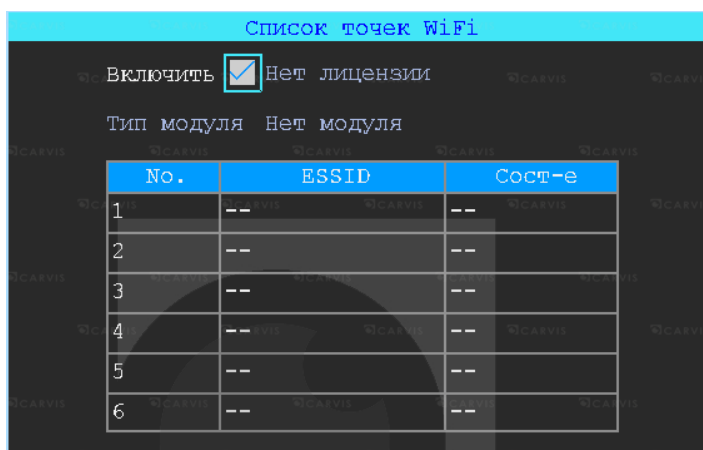 Список точек WiFi
Включить Нет лицензии
Тип модуля Нет модуля
No. ESSID Сост-е
1 -- --
2 -- --
3 -- --
4 -- --
5 -- --
6 -- --
CARVIS